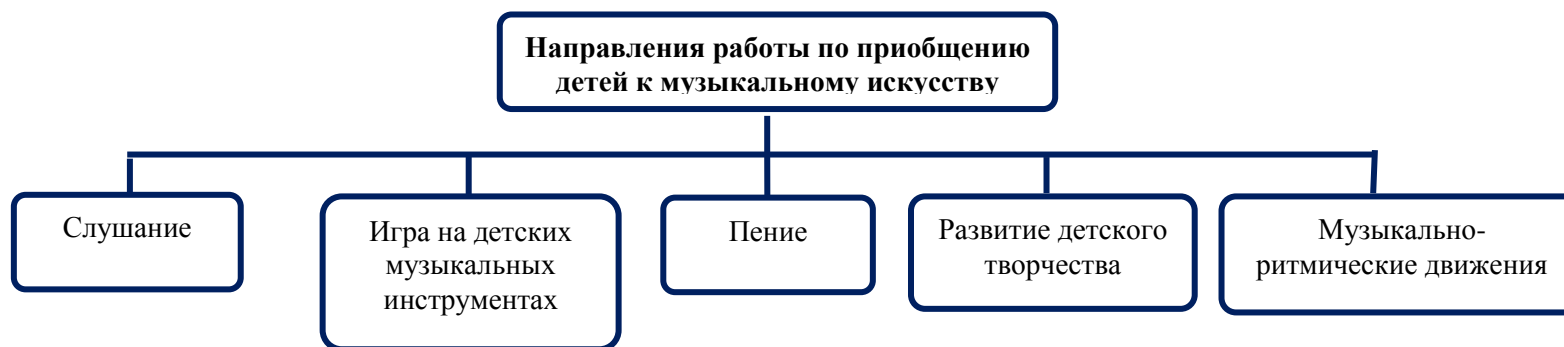 Направления работы по приобщению
детей к музыкальному искусству
Слушание
Игра на детских
музыкальных
инструментах
Пение
Развитие детского
творчества
Музыкально-
ритмические движения